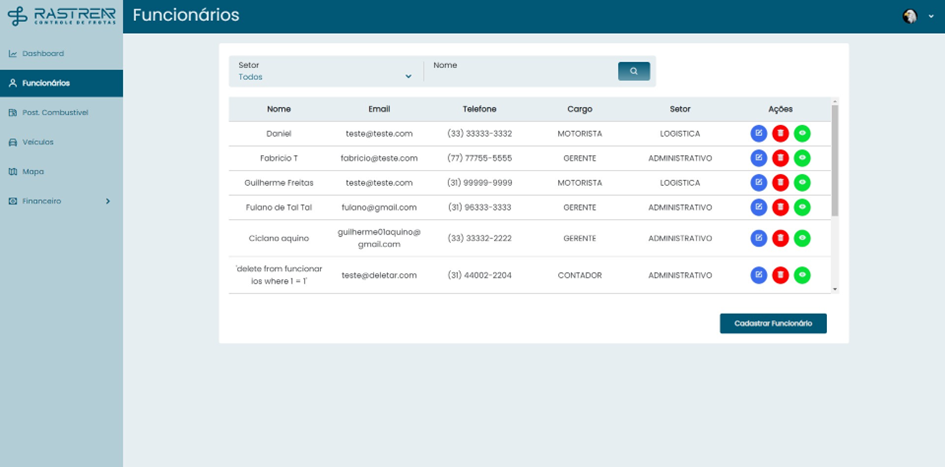 RASTREAR
CONTROLE DE FROTAS
Funcionários
Dashboard
Funcionários
Post. Combustível
Veículos
Mapa
Financeiro
Setor
Todos
Nome
Nome Email Telefone Cargo Setor Ações
Daniel teste@teste.com (33) 33333-3332 MOTORISTA LOGISTICA
Fabricio T fabricio@teste.com (77) 77755-5555 GERENTE ADMINISTRATIVO
Guilherme Freitas teste@teste.com (31) 99999-9999 MOTORISTA LOGISTICA
Fulano de Tal Tal fulano@gmail.com (31) 96333-3333 GERENTE ADMINISTRATIVO
Ciclano aquino guilherme01aquino@ (33) 33332-2222 GERENTE ADMINISTRATIVO
gmail.com
'delete from funcionar teste@deletar.com (31) 44002-2204 CONTADOR ADMINISTRATIVO
ios where 1 = 1'
Cadastrar Funcionário